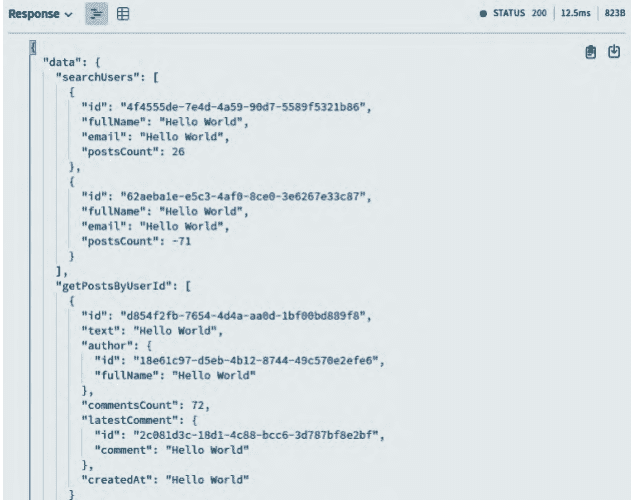 Response
STATUS 200 12.5ms 823B
{
"data": {
"searchUsers": [
{
"id": "4f4555de-7e4d-4a59-90d7-5589f5321b86",
"fullName": "Hello World",
"email": "Hello World",
"postsCount": 26
},
{
"id": "62aeba1e-e5c3-4af0-8ce0-3e6267e33c87",
"fullName": "Hello World",
"email": "Hello World",
"postsCount": -71
}
],
"getPostsByUserId": [
{
"id": "d854f2fb-7654-4d4a-aa0d-1bf00bd889f8",
"text": "Hello World",
"author": {
"id": "18e61c97-d5eb-4b12-8744-49c570e2efe6",
"fullName": "Hello World"
},
"commentsCount": 72,
"latestComment": {
"id": "2c081d3c-18d1-4c88-bcc6-3d787bf8e2bf",
"comment": "Hello World"
},
"createdAt": "Hello World"
}